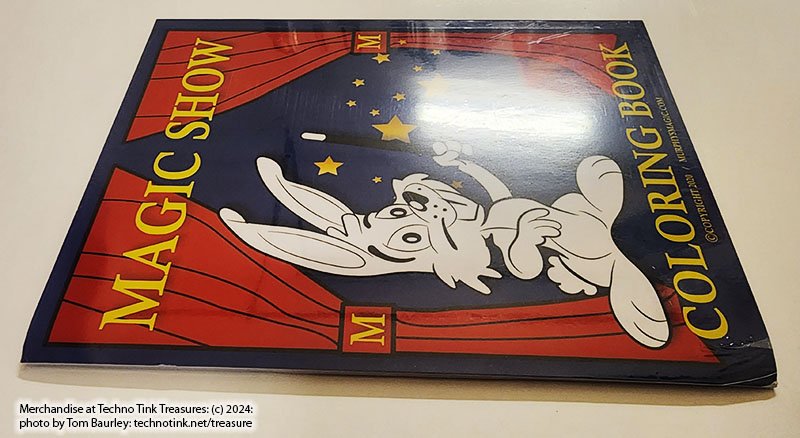 MAGIC SHOW
M
M
COLORING BOOK
©COPYRIGHT 2020 / MURPHYSMAGIC.COM
Merchandise at Techno Tink Treasures: (c) 2024:
photo by Tom Baurley: technotink.net/treasure